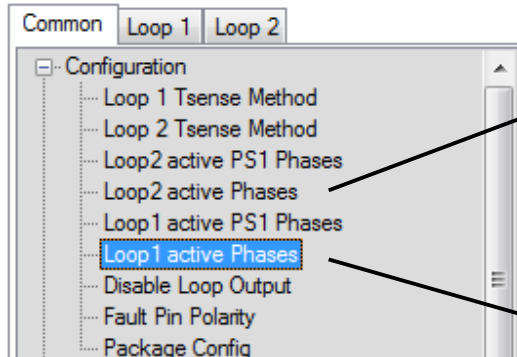 Common Loop 1 Loop 2
Configuration
Loop 1 Tsense Method
Loop 2 Tsense Method
Loop2 active PS1 Phases
Loop2 active Phases
Loop1 active PS1 Phases
Loop1 active Phases
Disable Loop Output
Fault Pin Polarity
Package Config